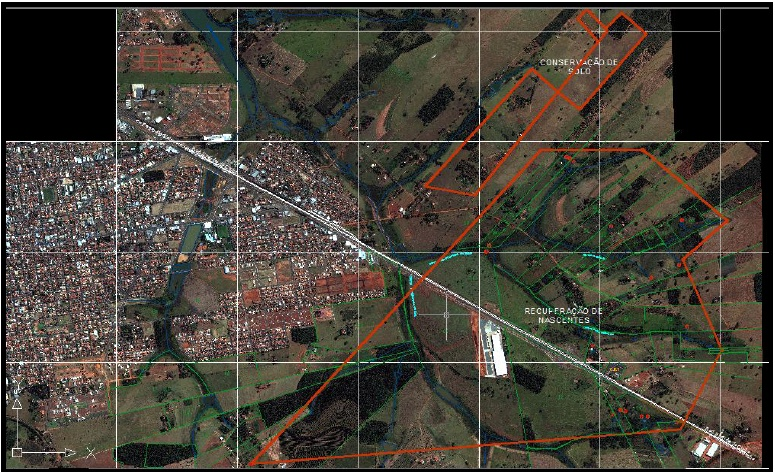 CONSERVAÇÃO DE
SOLO
RECUPERAÇÃO DE
NASCENTES
X